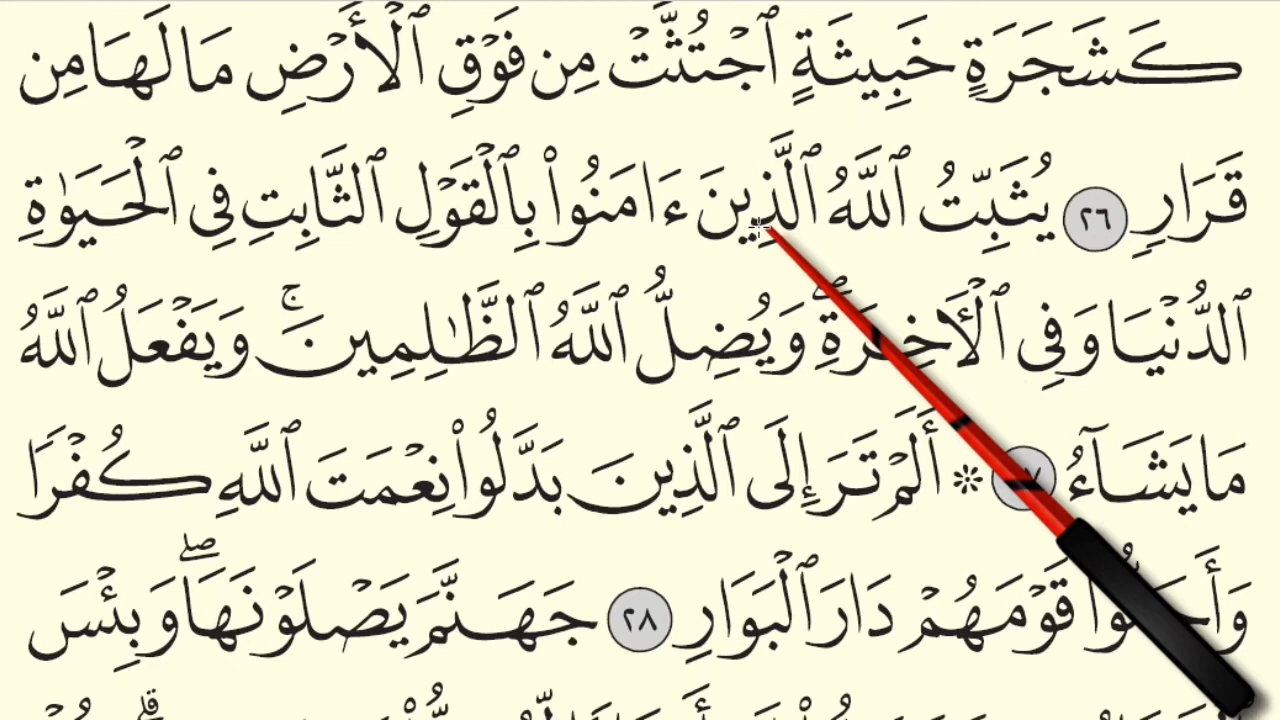 كَشَجَرَةٍ خَبِيثَةٍ ٱجۡتُثَّتۡ مِن فَوۡقِ ٱلۡأَرۡضِ مَا لَهَا مِن
قَرَارٖ ٢٦ يُثَبِّتُ ٱللَّهُ ٱلَّذِينَ ءَامَنُواْ بِٱلۡقَوۡلِ ٱلثَّابِتِ فِي ٱلۡحَيَوٰةِ
ٱلدُّنۡيَا وَفِي ٱلۡأٓخِرَةِۖ وَيُضِلُّ ٱللَّهُ ٱلظَّٰلِمِينَۚ وَيَفۡعَلُ ٱللَّهُ
مَا يَشَآءُ ۞ أَلَمۡ تَرَ إِلَى ٱلَّذِينَ بَدَّلُواْ نِعۡمَتَ ٱللَّهِ كُفۡرٗا
وَأَحَلُّواْ قَوۡمَهُمۡ دَارَ ٱلۡبَوَارِ ٢٨ جَهَنَّمَ يَصۡلَوۡنَهَاۖ وَبِئۡسَ